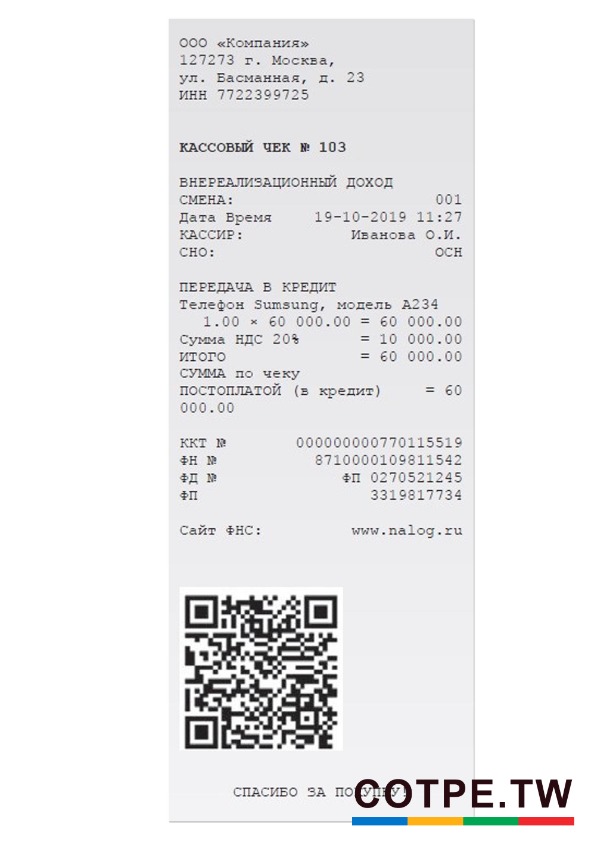 ООО «Компания»
127273 г. Москва,
ул. Басманная, д. 23
ИНН 7722399725
КАССОВЫЙ ЧЕК № 103
ВНЕРЕАЛИЗАЦИОННЫЙ ДОХОД
СМЕНА: 001
Дата Время 19-10-2019 11:27
КАССИР: Иванова О.И.
СНО: ОСН
ПЕРЕДАЧА В КРЕДИТ
Телефон Sumsung, модель А234
1.00 × 60 000.00 = 60 000.00
Сумма НДС 20% = 10 000.00
ИТОГО = 60 000.00
СУММА по чеку
ПОСТОПЛАТОЙ (в кредит) = 60
000.00
ККТ № 000000000770115519
ФН № 8710000109811542
ФД № ФП 0270521245
ФП 3319817734
Сайт ФНС: www.nalog.ru
СПАСИБО ЗА ПОКУПКУ!
COTPE.TW